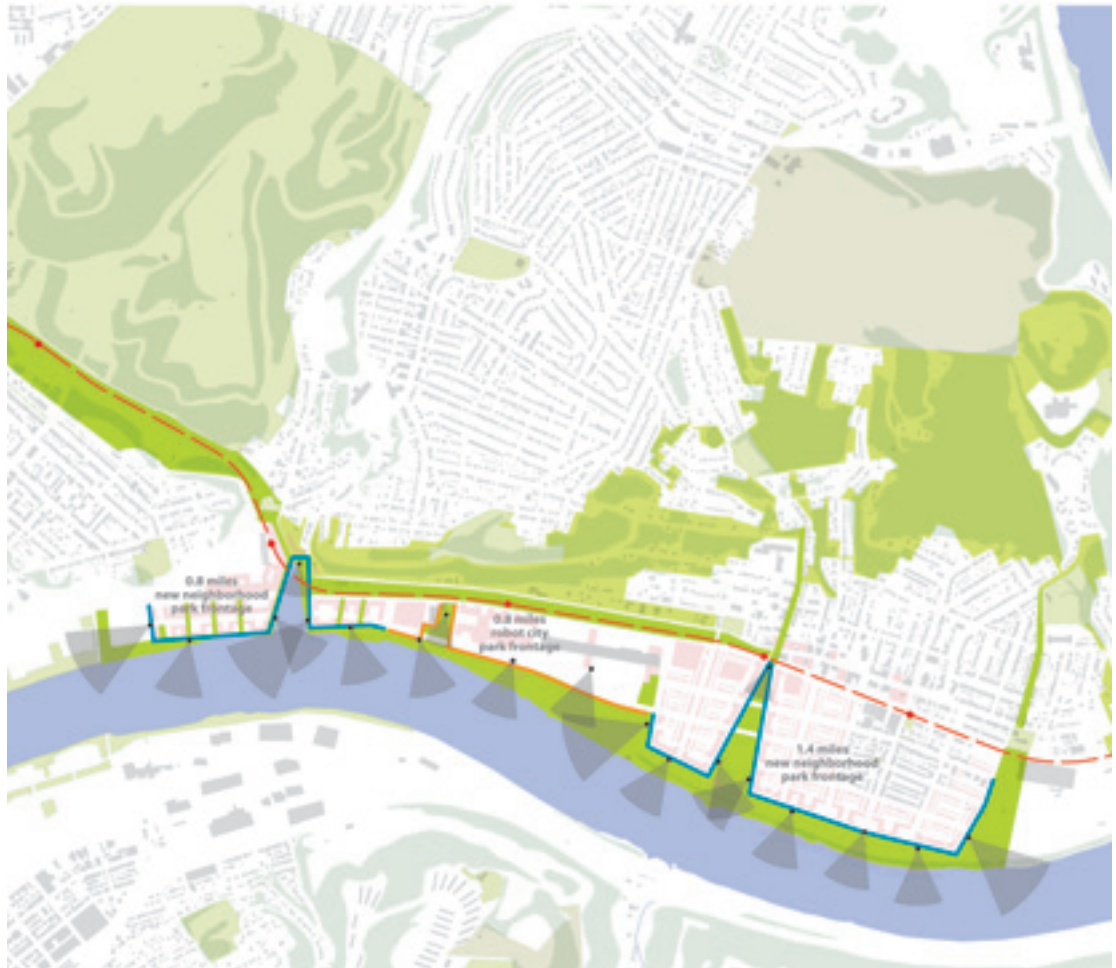 0.8 miles
new neighborhood
park frontage
0.8 miles
robot city
park frontage
1.4 miles
new neighborhood
park frontage